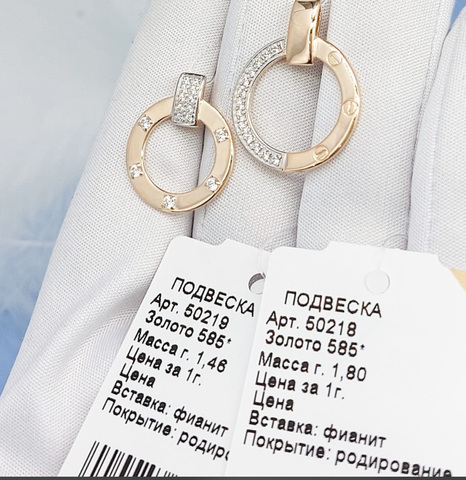 ПОДВЕСКА
Арт. 50219
Золото 585*
Масса г. 1,46
Цена за 1г.
Цена
Вставка: фианит
Покрытие: родиро
ПОДВЕСКА
Арт. 50218
Золото 585*
Масса г. 1,80
Цена за 1г.
Цена
Вставка: фианит
Покрытие: родирование